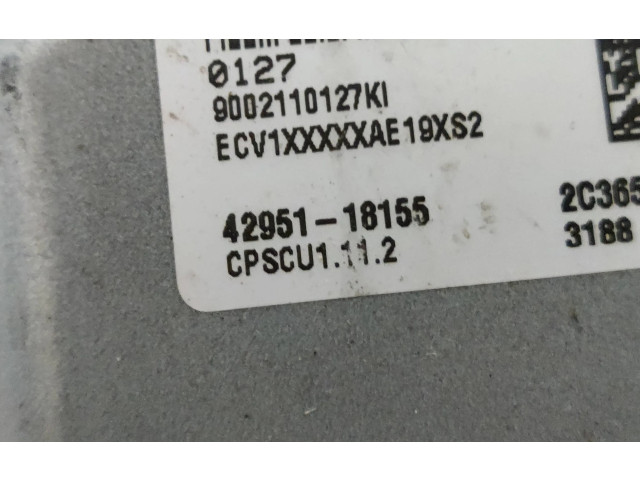 0127
9002110127KI
ECV1XXXXXAE19XS2
42951-18155
2C365
CPSCU1.11.2
3188